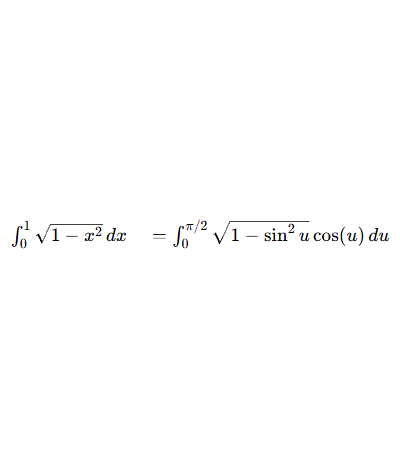 ∫₀¹ √(1 − x²) dx = ∫₀^{π/2} √(1 − sin² u) cos(u) du